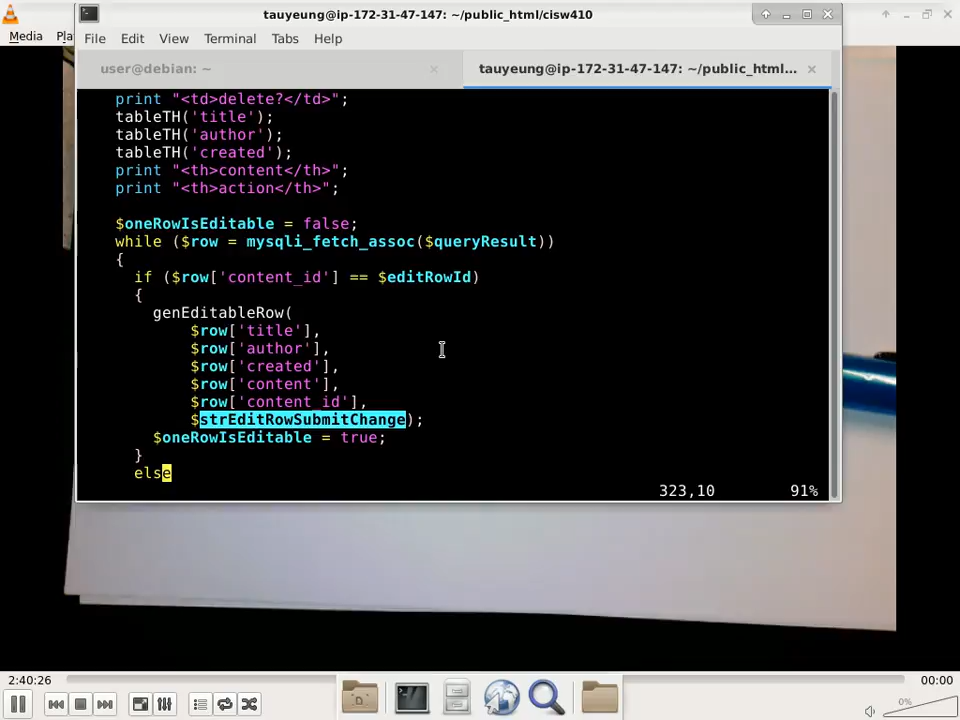 tauyeung@ip-172-31-47-147: ~/public_html/cisw410
Media Pla
File Edit View Terminal Tabs Help
user@debian: ~
tauyeung@ip-172-31-47-147: ~/public_html...
print "<td>delete?</td>";
tableTH('title');
tableTH('author');
tableTH('created');
print "<th>content</th>";
print "<th>action</th>";
$oneRowIsEditable = false;
while ($row = mysqli_fetch_assoc($queryResult))
{
if ($row['content_id'] == $editRowId)
{
genEditableRow(
$row['title'],
$row['author'],
$row['created'],
$row['content'],
$row['content_id'],
$strEditRowSubmitChange);
$oneRowIsEditable = true;
}
else
323,10 91%
2:40:26 00:00
0%